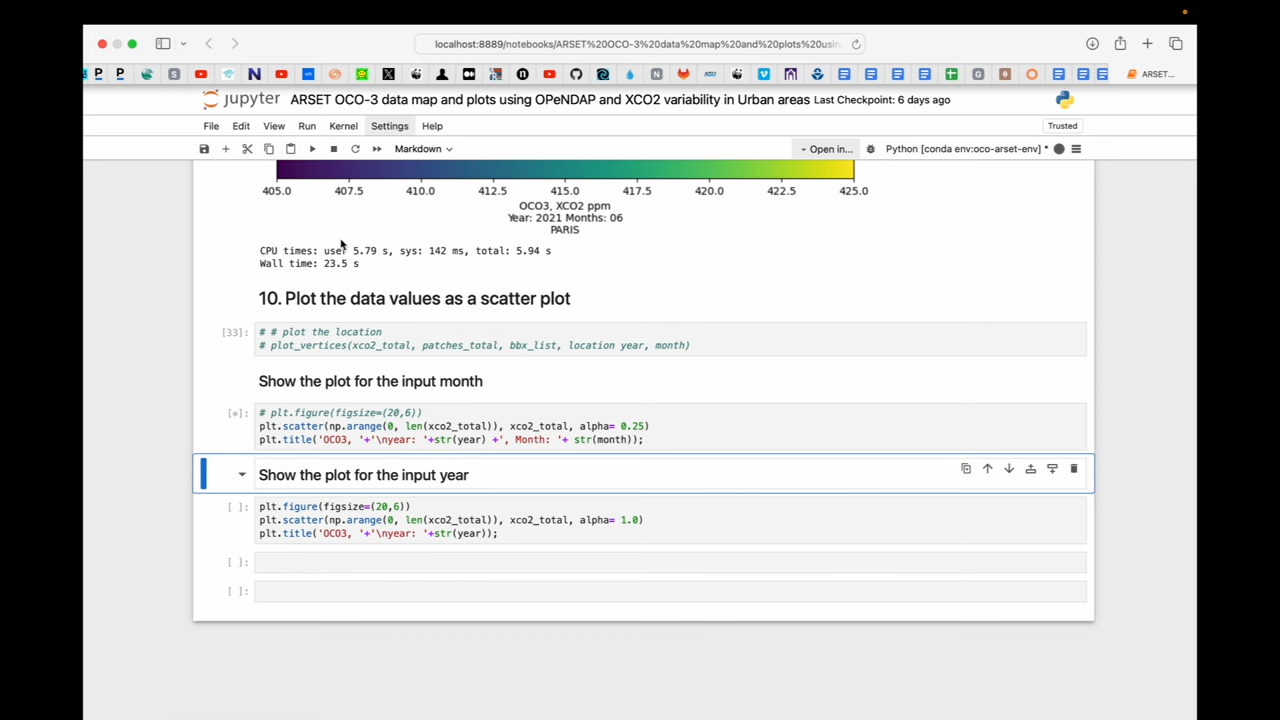 localhost:8889/notebooks/ARSET%20OCO-3%20data%20map%20and%20plots%20usin
ARSET...
jupyter ARSET OCO-3 data map and plots using OPeNDAP and XCO2 variability in Urban areas Last Checkpoint: 6 days ago
File Edit View Run Kernel Settings Help Trusted
Markdown Open in... Python [conda env:oco-arset-env] *
405.0 407.5 410.0 412.5 415.0 417.5 420.0 422.5 425.0
OCO3, XCO2 ppm
Year: 2021 Months: 06
PARIS
CPU times: user 5.79 s, sys: 142 ms, total: 5.94 s
Wall time: 23.5 s
10. Plot the data values as a scatter plot
[33]: # # plot the location
# plot_vertices(xco2_total, patches_total, bbx_list, location year, month)
Show the plot for the input month
[*]: # plt.figure(figsize=(20,6))
plt.scatter(np.arange(0, len(xco2_total)), xco2_total, alpha= 0.25)
plt.title('OCO3, '+'\nyear: '+str(year) +', Month: '+ str(month));
Show the plot for the input year
[ ]: plt.figure(figsize=(20,6))
plt.scatter(np.arange(0, len(xco2_total)), xco2_total, alpha= 1.0)
plt.title('OCO3, '+'\nyear: '+str(year));
[ ]:
[ ]: